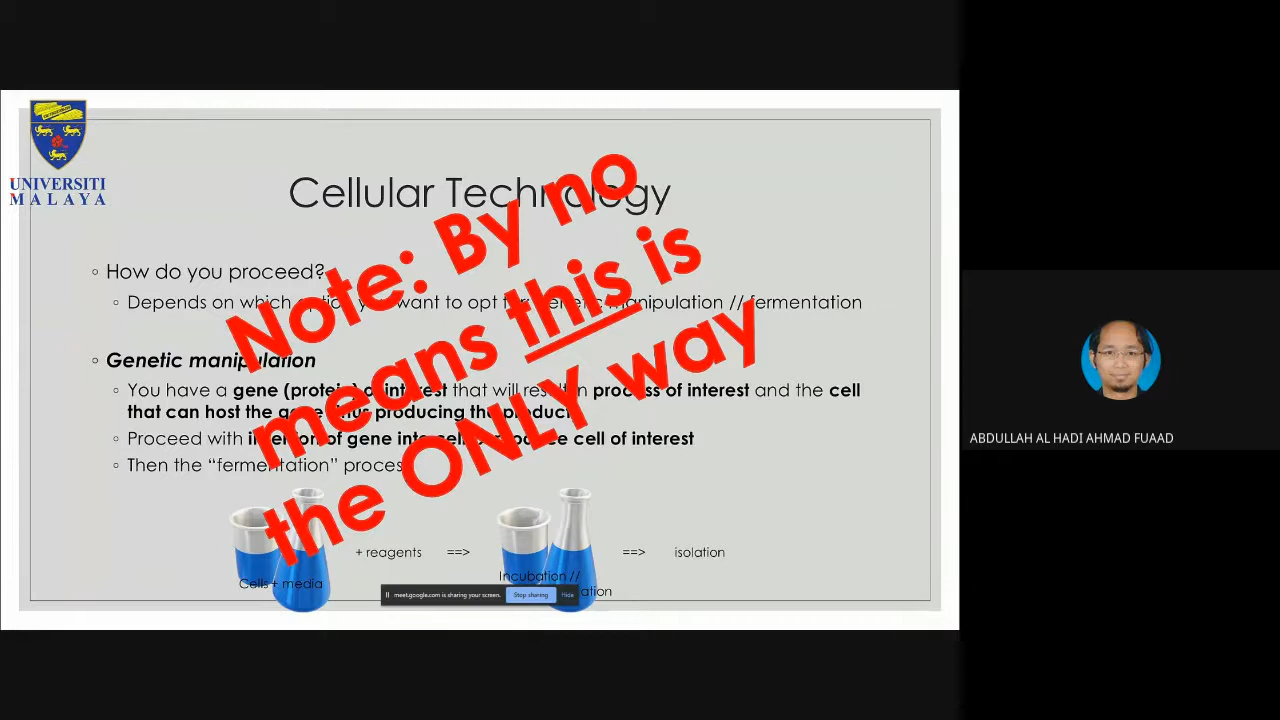 UNIVERSITI
MALAYA
Cellular Technology
How do you proceed?
Depends on which option you want to opt for: genetic manipulation // fermentation
Genetic manipulation
You have a gene (protein) of interest that will result in process of interest and the cell
that can host the gene thus producing the product
Proceed with insertion of gene into cell produce cell of interest
Then the “fermentation” process
Note: By no
means this is
the ONLY way
+ reagents ==> ==> isolation
Cells + media
Incubation //
meet.google.com is sharing your screen. Stop sharing Hide
ABDULLAH AL HADI AHMAD FUAAD